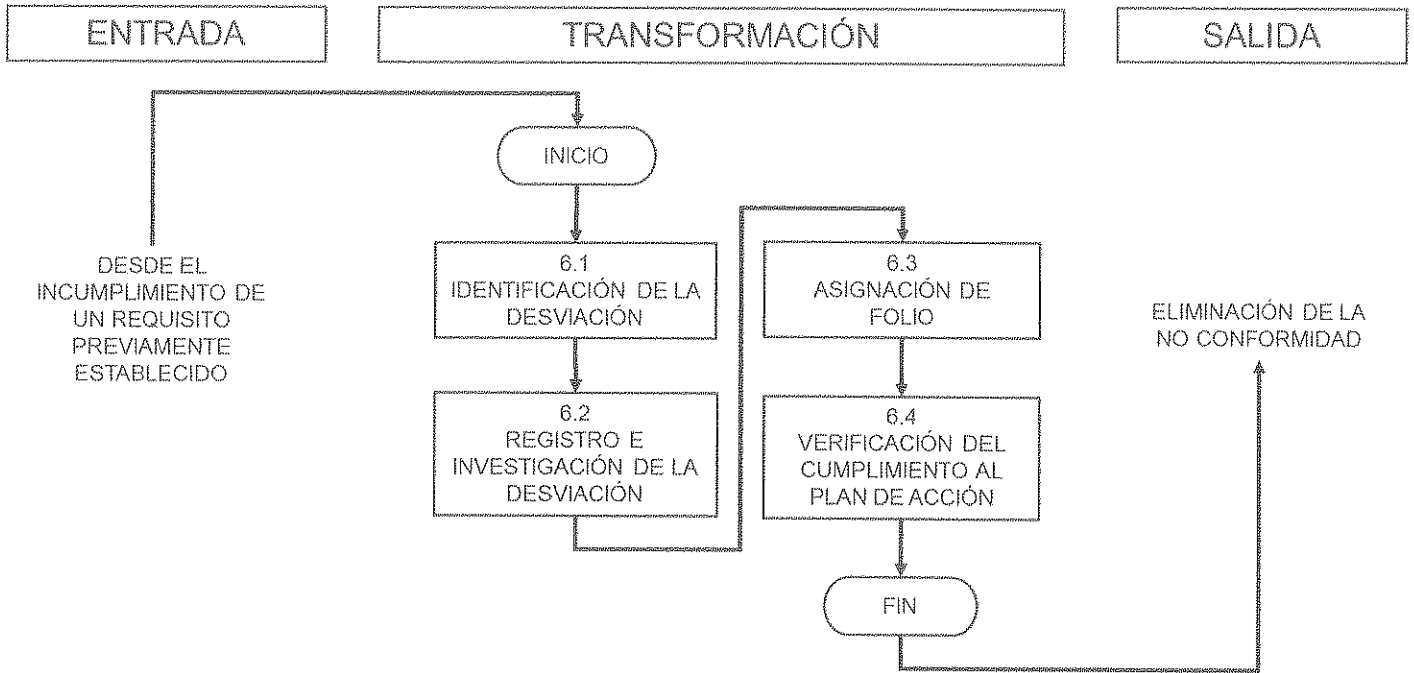 ENTRADA
TRANSFORMACIÓN
SALIDA
DESDE EL
INCUMPLIMIENTO DE
UN REQUISITO
PREVIAMENTE
ESTABLECIDO
INICIO
6.1
IDENTIFICACIÓN DE LA
DESVIACIÓN
6.2
REGISTRO E
INVESTIGACIÓN DE LA
DESVIACIÓN
6.3
ASIGNACIÓN DE
FOLIO
6.4
VERIFICACIÓN DEL
CUMPLIMIENTO AL
PLAN DE ACCIÓN
FIN
ELIMINACIÓN DE LA
NO CONFORMIDAD